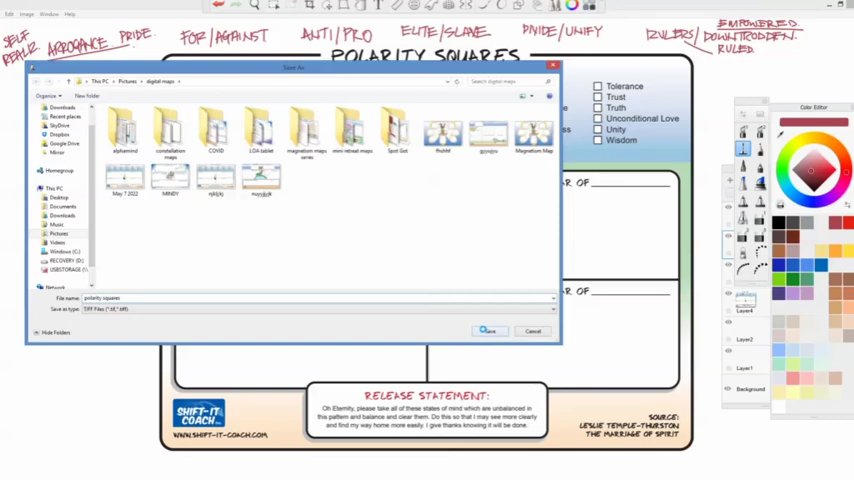 Edit Image Window Help
SELF REALZ. ARROGANCE PRIDE.
FOR/AGAINST
ANTI/PRO
ELITE/SLAVE
DIVIDE/UNIFY
EMPOWERED
RULERS/DOWNTRODDEN.
RULED
POLARITY SQUARES
Save As
This PC
Pictures
digital maps
Search digital maps
Organize
New folder
Downloads
Recent places
SkyDrive
Dropbox
Google Drive
Mirror
Homegroup
This PC
Desktop
Documents
Downloads
Music
Pictures
Videos
Windows (C:)
RECOVERY (D:)
USBSTORAGE
Network
alphamind
constellation maps
COVID
LOA tablet
magnetism maps series
mini retreat maps
Spot Got
Magnetism Map
May 7 2022
MINDY
File name: polarity squares
Save as type: TIFF Files (*.tif,*.tiff)
Hide Folders
Save
Cancel
Tolerance
Trust
Truth
Unconditional Love
Unity
Wisdom
R OF
R OF
RELEASE STATEMENT:
Oh Eternity, please take all of these states of mind which are unbalanced in
this pattern and balance and clear them. Do this so that I may see more clearly
and find my way home more easily. I give thanks knowing it will be done.
SHIFT-IT
COACH
WWW.SHIFT-IT-COACH.COM
SOURCE:
LESLIE TEMPLE-THURSTON
THE MARRIAGE OF SPIRIT
Color Editor
Layer4
Layer2
Layer1
Background